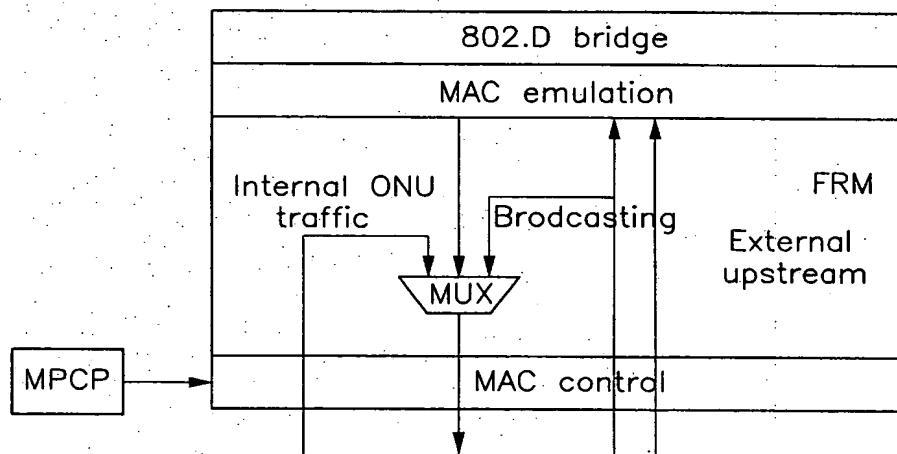 802.D bridge
MAC emulation
Internal ONU
traffic
Brodcasting
FRM
External
upstream
MUX
MPCP
MAC control